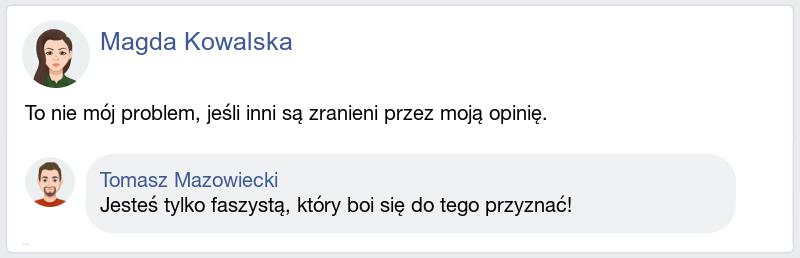 Magda Kowalska
To nie mój problem, jeśli inni są zranieni przez moją opinię.
Tomasz Mazowiecki
Jesteś tylko faszystą, który boi się do tego przyznać!